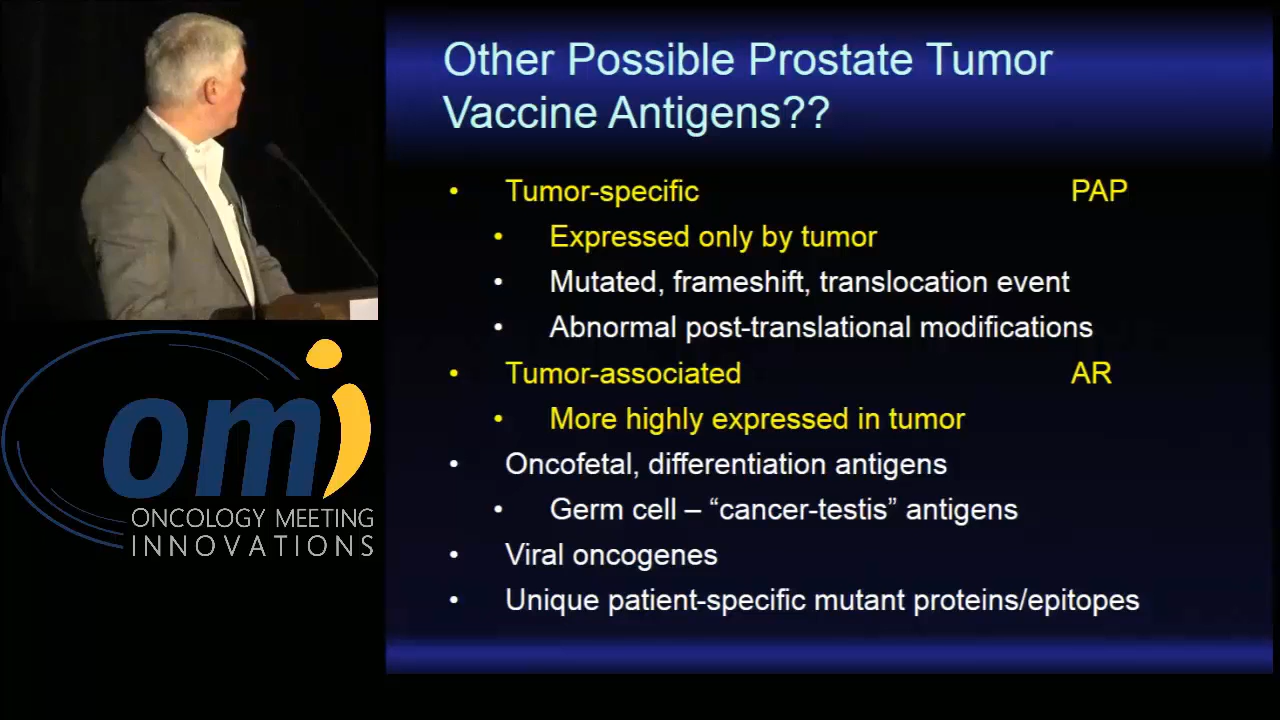 Other Possible Prostate Tumor
Vaccine Antigens??
• Tumor-specific PAP
• Expressed only by tumor
• Mutated, frameshift, translocation event
• Abnormal post-translational modifications
• Tumor-associated AR
• More highly expressed in tumor
• Oncofetal, differentiation antigens
• Germ cell – “cancer-testis” antigens
• Viral oncogenes
• Unique patient-specific mutant proteins/epitopes
omi
ONCOLOGY MEETING
INNOVATIONS